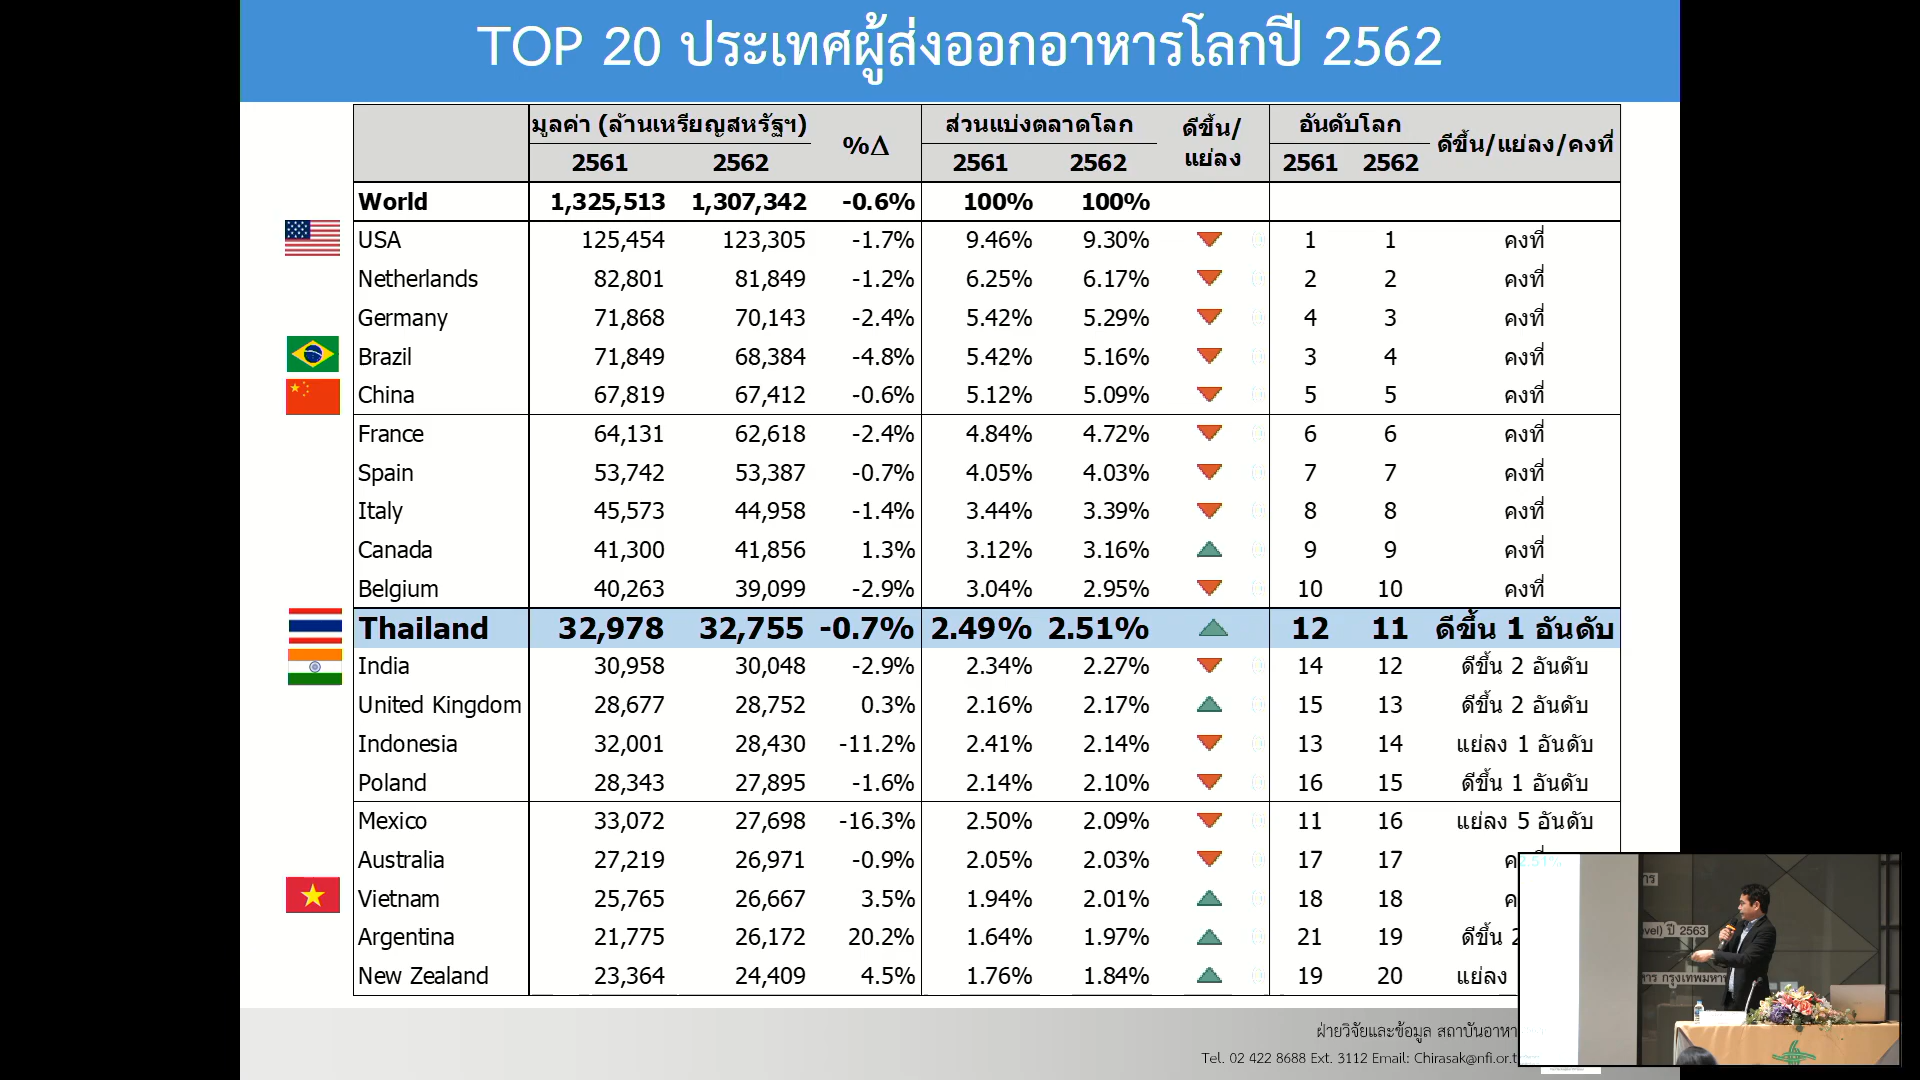 TOP 20 ประเทศผู้ส่งออกอาหารโลกปี 2562
มูลค่า (ล้านเหรียญสหรัฐฯ) %Δ ส่วนแบ่งตลาดโลก ดีขึ้น/แย่ลง อันดับโลก ดีขึ้น/แย่ลง/คงที่
2561 2562 2561 2562 2561 2562
World 1,325,513 1,307,342 -0.6% 100% 100%
USA 125,454 123,305 -1.7% 9.46% 9.30% 1 1 คงที่
Netherlands 82,801 81,849 -1.2% 6.25% 6.17% 2 2 คงที่
Germany 71,868 70,143 -2.4% 5.42% 5.29% 4 3 คงที่
Brazil 71,849 68,384 -4.8% 5.42% 5.16% 3 4 คงที่
China 67,819 67,412 -0.6% 5.12% 5.09% 5 5 คงที่
France 64,131 62,618 -2.4% 4.84% 4.72% 6 6 คงที่
Spain 53,742 53,387 -0.7% 4.05% 4.03% 7 7 คงที่
Italy 45,573 44,958 -1.4% 3.44% 3.39% 8 8 คงที่
Canada 41,300 41,856 1.3% 3.12% 3.16% 9 9 คงที่
Belgium 40,263 39,099 -2.9% 3.04% 2.95% 10 10 คงที่
Thailand 32,978 32,755 -0.7% 2.49% 2.51% 12 11 ดีขึ้น 1 อันดับ
India 30,958 30,048 -2.9% 2.34% 2.27% 14 12 ดีขึ้น 2 อันดับ
United Kingdom 28,677 28,752 0.3% 2.16% 2.17% 15 13 ดีขึ้น 2 อันดับ
Indonesia 32,001 28,430 -11.2% 2.41% 2.14% 13 14 แย่ลง 1 อันดับ
Poland 28,343 27,895 -1.6% 2.14% 2.10% 16 15 ดีขึ้น 1 อันดับ
Mexico 33,072 27,698 -16.3% 2.50% 2.09% 11 16 แย่ลง 5 อันดับ
Australia 27,219 26,971 -0.9% 2.05% 2.03% 17 17
Vietnam 25,765 26,667 3.5% 1.94% 2.01% 18 18
Argentina 21,775 26,172 20.2% 1.64% 1.97% 21 19 ดีขึ้น 2
New Zealand 23,364 24,409 4.5% 1.76% 1.84% 19 20 แย่ลง
2.51%
ปี 2563
กรุงเทพมหา
ฝ่ายวิจัยและข้อมูล สถาบันอาหาร
Tel. 02 422 8688 Ext. 3112 Email: Chirasak@nfi.or.t